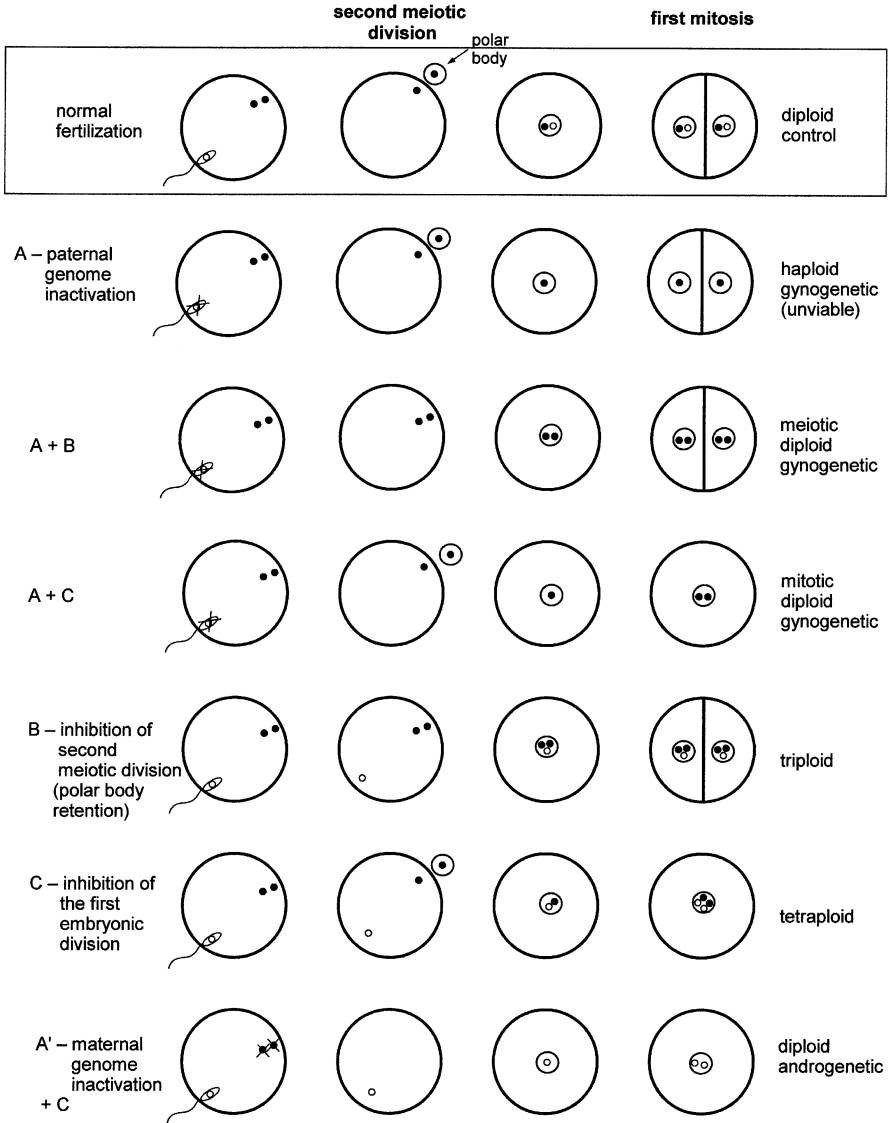 second meiotic
division
first mitosis
polar
body
normal
fertilization
diploid
control
A – paternal
genome
inactivation
haploid
gynogenetic
(unviable)
A + B
meiotic
diploid
gynogenetic
A + C
mitotic
diploid
gynogenetic
B – inhibition of
second
meiotic division
(polar body
retention)
triploid
C – inhibition of
the first
embryonic
division
tetraploid
A' – maternal
genome
inactivation
+ C
diploid
androgenetic